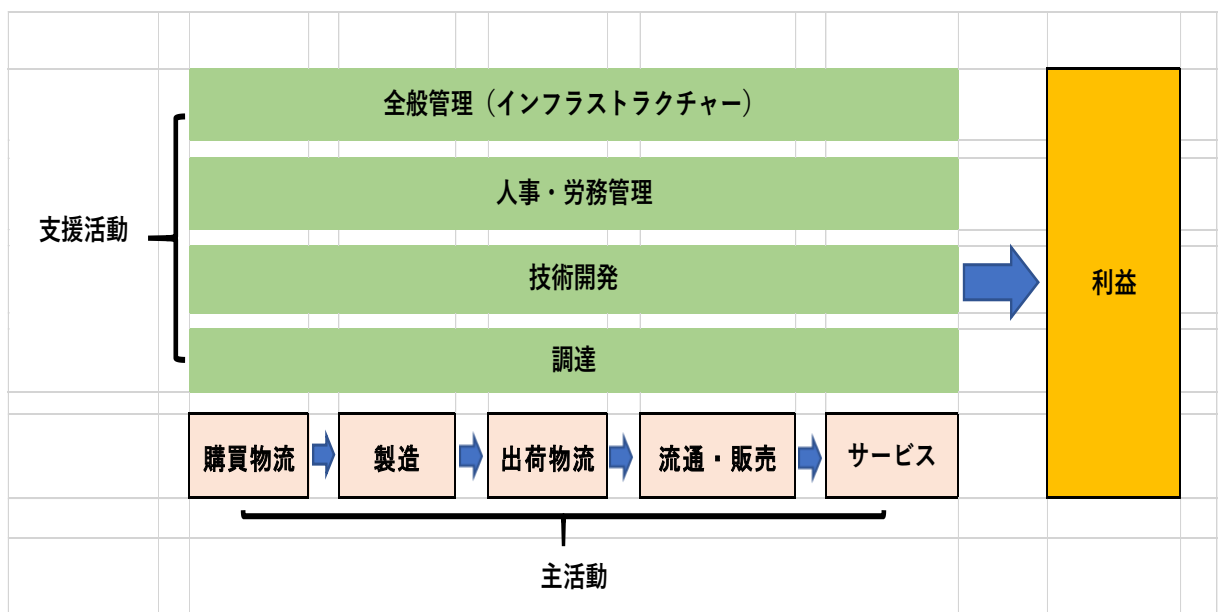 全般管理（インフラストラクチャー）
人事・労務管理
支援活動
技術開発
利益
調達
購買物流
製造
出荷物流
流通・販売
サービス
主活動